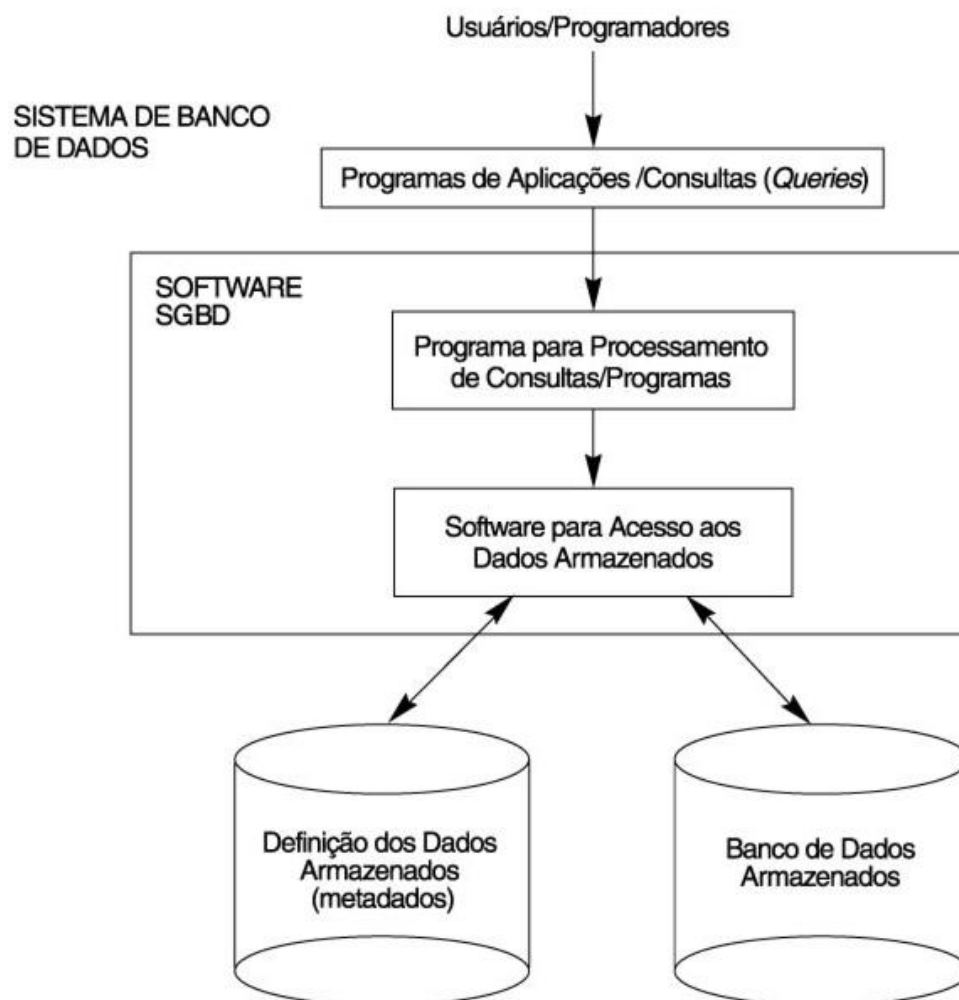 Usuários/Programadores
SISTEMA DE BANCO
DE DADOS
Programas de Aplicações /Consultas (Queries)
SOFTWARE
SGBD
Programa para Processamento
de Consultas/Programas
Software para Acesso aos
Dados Armazenados
Definição dos Dados
Armazenados
(metadados)
Banco de Dados
Armazenados